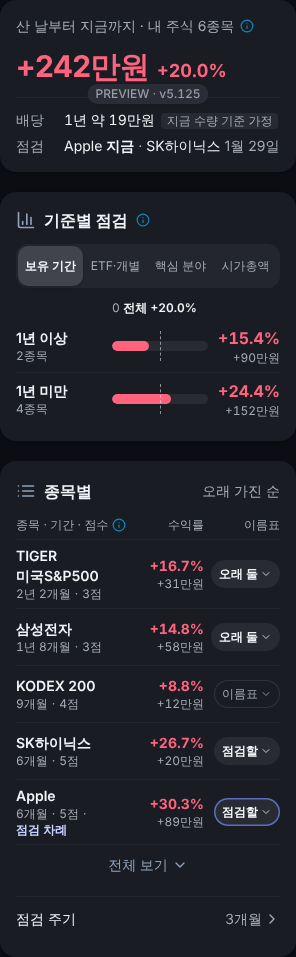 산 날부터 지금까지 · 내 주식 6종목
+242만원 +20.0%
PREVIEW · v5.125
배당 1년 약 19만원 지금 수량 기준 가정
점검 Apple 지금 · SK하이닉스 1월 29일
기준별 점검
보유 기간 ETF·개별 핵심 분야 시가총액
0 전체 +20.0%
1년 이상 +15.4%
2종목 +90만원
1년 미만 +24.4%
4종목 +152만원
종목별 오래 가진 순
종목 · 기간 · 점수 수익률 이름표
TIGER
미국S&P500 +16.7% 오래 둘
2년 2개월 · 3점 +31만원
삼성전자 +14.8% 오래 둘
1년 8개월 · 3점 +58만원
KODEX 200 +8.8% 이름표
9개월 · 4점 +12만원
SK하이닉스 +26.7% 점검할
6개월 · 5점 +20만원
Apple +30.3% 점검할
6개월 · 5점 · +89만원
점검 차례
전체 보기
점검 주기 3개월